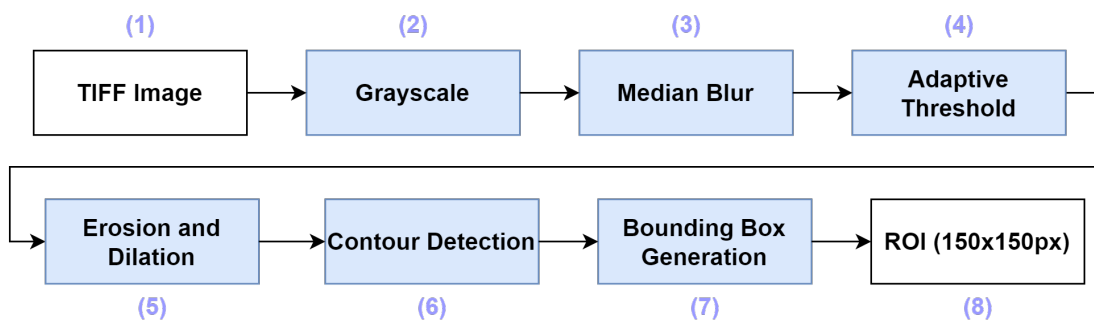 (1)
(2)
(3)
(4)
TIFF Image
Grayscale
Median Blur
Adaptive
Threshold
Erosion and
Dilation
Contour Detection
Bounding Box
Generation
ROI (150x150px)
(5)
(6)
(7)
(8)